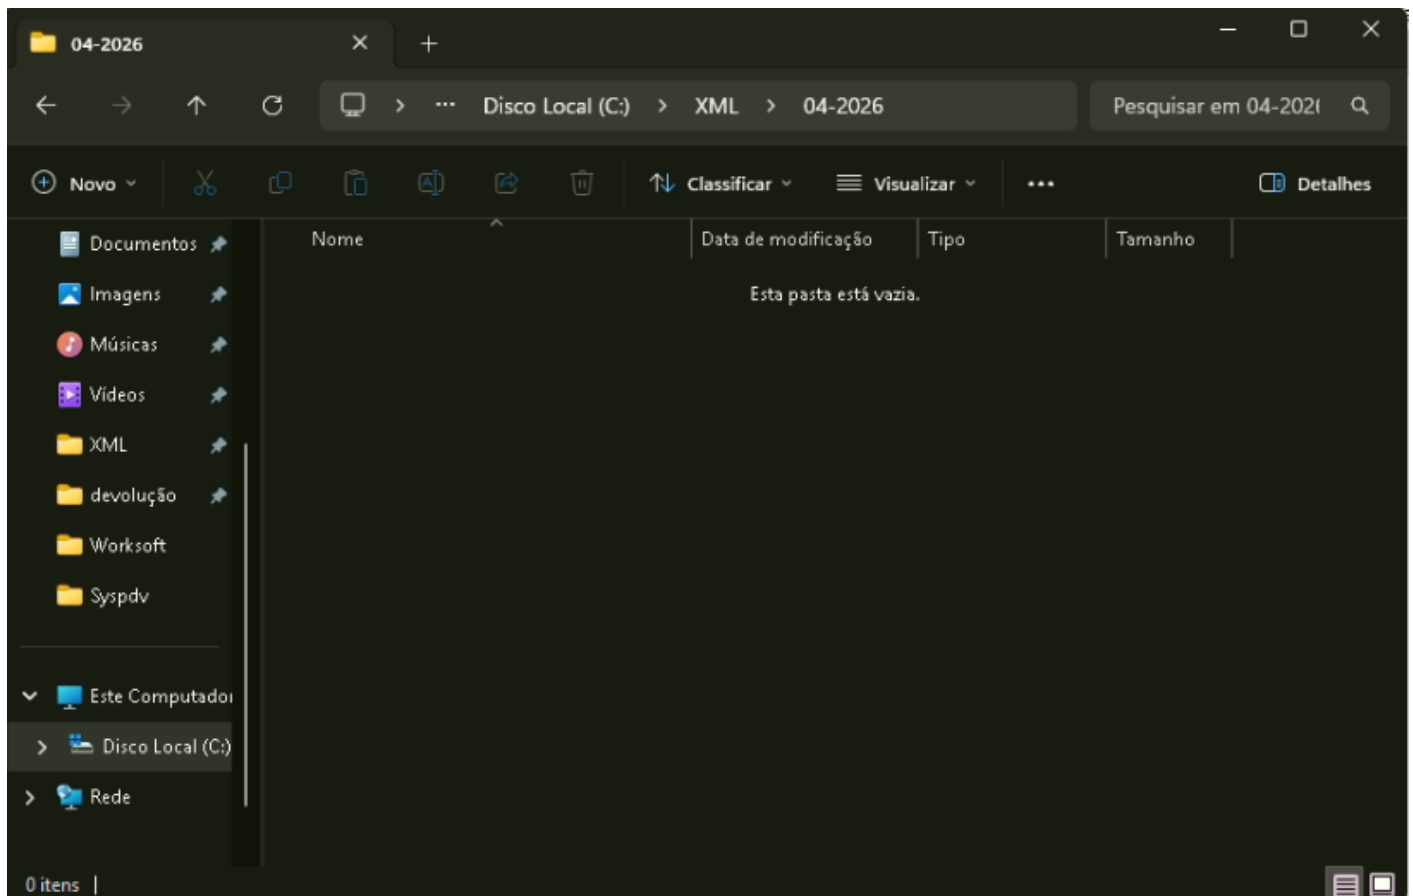 04-2026
Disco Local (C:) > XML > 04-2026
Pesquisar em 04-202
Novo
Classificar
Visualizar
Detalhes
Nome
Data de modificação
Tipo
Tamanho
Esta pasta está vazia.
Documentos
Imagens
Músicas
Vídeos
XML
devolução
Worksoft
Syspdv
Este Computador
Disco Local (C:)
Rede
0 itens